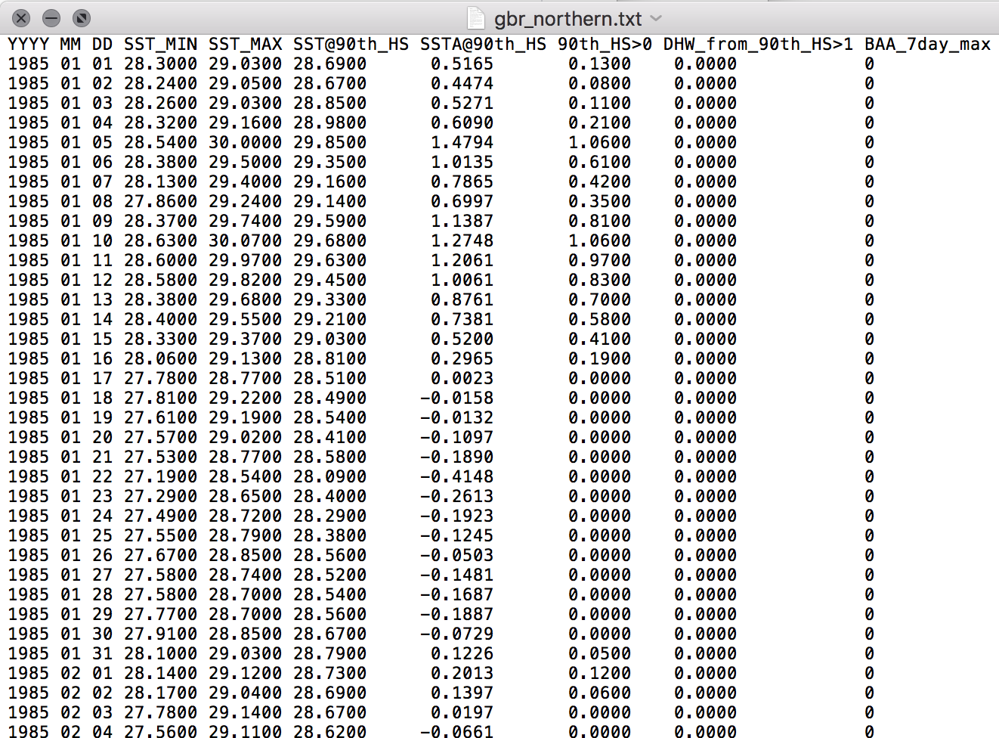 gbr_northern.txt
YYYY MM DD SST_MIN SST_MAX SST@90th_HS SSTA@90th_HS 90th_HS>0 DHW_from_90th_HS>1 BAA_7day_max
1985 01 01 28.3000 29.0300 28.6900 0.5165 0.1300 0.0000 0
1985 01 02 28.2400 29.0500 28.6700 0.4474 0.0800 0.0000 0
1985 01 03 28.2600 29.0300 28.8500 0.5271 0.1100 0.0000 0
1985 01 04 28.3200 29.1600 28.9800 0.6090 0.2100 0.0000 0
1985 01 05 28.5400 30.0000 29.8500 1.4794 1.0600 0.0000 0
1985 01 06 28.3800 29.5000 29.3500 1.0135 0.6100 0.0000 0
1985 01 07 28.1300 29.4000 29.1600 0.7865 0.4200 0.0000 0
1985 01 08 27.8600 29.2400 29.1400 0.6997 0.3500 0.0000 0
1985 01 09 28.3700 29.7400 29.5900 1.1387 0.8100 0.0000 0
1985 01 10 28.6300 30.0700 29.6800 1.2748 1.0600 0.0000 0
1985 01 11 28.6000 29.9700 29.6300 1.2061 0.9700 0.0000 0
1985 01 12 28.5800 29.8200 29.4500 1.0061 0.8300 0.0000 0
1985 01 13 28.3800 29.6800 29.3300 0.8761 0.7000 0.0000 0
1985 01 14 28.4000 29.5500 29.2100 0.7381 0.5800 0.0000 0
1985 01 15 28.3300 29.3700 29.0300 0.5200 0.4100 0.0000 0
1985 01 16 28.0600 29.1300 28.8100 0.2965 0.1900 0.0000 0
1985 01 17 27.7800 28.7700 28.5100 0.0023 0.0000 0.0000 0
1985 01 18 27.8100 29.2200 28.4900 -0.0158 0.0000 0.0000 0
1985 01 19 27.6100 29.1900 28.5400 -0.0132 0.0000 0.0000 0
1985 01 20 27.5700 29.0200 28.4100 -0.1097 0.0000 0.0000 0
1985 01 21 27.5300 28.7700 28.5800 -0.1890 0.0000 0.0000 0
1985 01 22 27.1900 28.5400 28.0900 -0.4148 0.0000 0.0000 0
1985 01 23 27.2900 28.6500 28.4000 -0.2613 0.0000 0.0000 0
1985 01 24 27.4900 28.7200 28.2900 -0.1923 0.0000 0.0000 0
1985 01 25 27.5500 28.7900 28.3800 -0.1245 0.0000 0.0000 0
1985 01 26 27.6700 28.8500 28.5600 -0.0503 0.0000 0.0000 0
1985 01 27 27.5800 28.7400 28.5200 -0.1481 0.0000 0.0000 0
1985 01 28 27.5800 28.7000 28.5400 -0.1687 0.0000 0.0000 0
1985 01 29 27.7700 28.7000 28.5600 -0.1887 0.0000 0.0000 0
1985 01 30 27.9100 28.8500 28.6700 -0.0729 0.0000 0.0000 0
1985 01 31 28.1000 29.0300 28.7900 0.1226 0.0500 0.0000 0
1985 02 01 28.1400 29.1200 28.7300 0.2013 0.1200 0.0000 0
1985 02 02 28.1700 29.0400 28.6900 0.1397 0.0600 0.0000 0
1985 02 03 27.7800 29.1400 28.6700 0.0197 0.0000 0.0000 0
1985 02 04 27.5600 29.1100 28.6200 -0.0661 0.0000 0.0000 0